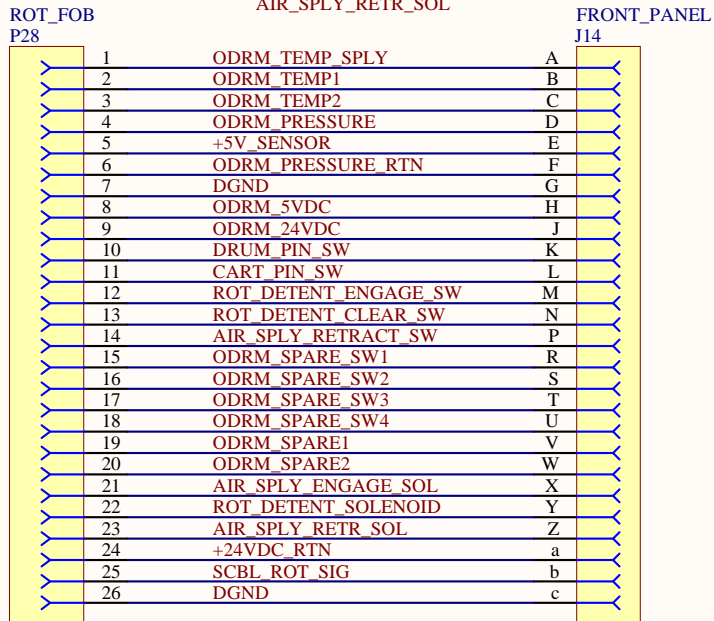 AIR_SPLY_RETR_SOL
ROT_FOB FRONT_PANEL
P28 J14
1 ODRM_TEMP_SPLY A
2 ODRM_TEMP1 B
3 ODRM_TEMP2 C
4 ODRM_PRESSURE D
5 +5V_SENSOR E
6 ODRM_PRESSURE_RTN F
7 DGND G
8 ODRM_5VDC H
9 ODRM_24VDC J
10 DRUM_PIN_SW K
11 CART_PIN_SW L
12 ROT_DETENT_ENGAGE_SW M
13 ROT_DETENT_CLEAR_SW N
14 AIR_SPLY_RETRACT_SW P
15 ODRM_SPARE_SW1 R
16 ODRM_SPARE_SW2 S
17 ODRM_SPARE_SW3 T
18 ODRM_SPARE_SW4 U
19 ODRM_SPARE1 V
20 ODRM_SPARE2 W
21 AIR_SPLY_ENGAGE_SOL X
22 ROT_DETENT_SOLENOID Y
23 AIR_SPLY_RETR_SOL Z
24 +24VDC_RTN a
25 SCBL_ROT_SIG b
26 DGND c